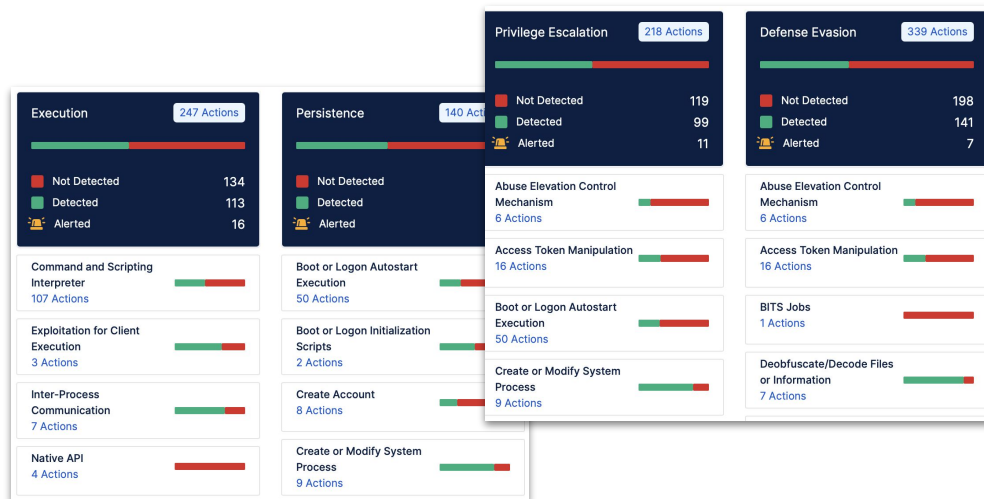 Execution
247 Actions
Not Detected 134
Detected 113
Alerted 16
Command and Scripting
Interpreter
107 Actions
Exploitation for Client
Execution
3 Actions
Inter-Process
Communication
7 Actions
Native API
4 Actions
Persistence
140
Not Detected
Detected
Alerted
Boot or Logon Autostart
Execution
50 Actions
Boot or Logon Initialization
Scripts
2 Actions
Create Account
8 Actions
Create or Modify System
Process
9 Actions
Privilege Escalation
218 Actions
Not Detected 119
Detected 99
Alerted 11
Abuse Elevation Control
Mechanism
6 Actions
Access Token Manipulation
16 Actions
Boot or Logon Autostart
Execution
50 Actions
Create or Modify System
Process
9 Actions
Defense Evasion
339 Actions
Not Detected 198
Detected 141
Alerted 7
Abuse Elevation Control
Mechanism
6 Actions
Access Token Manipulation
16 Actions
BITS Jobs
1 Actions
Deobfuscate/Decode Files
or Information
7 Actions